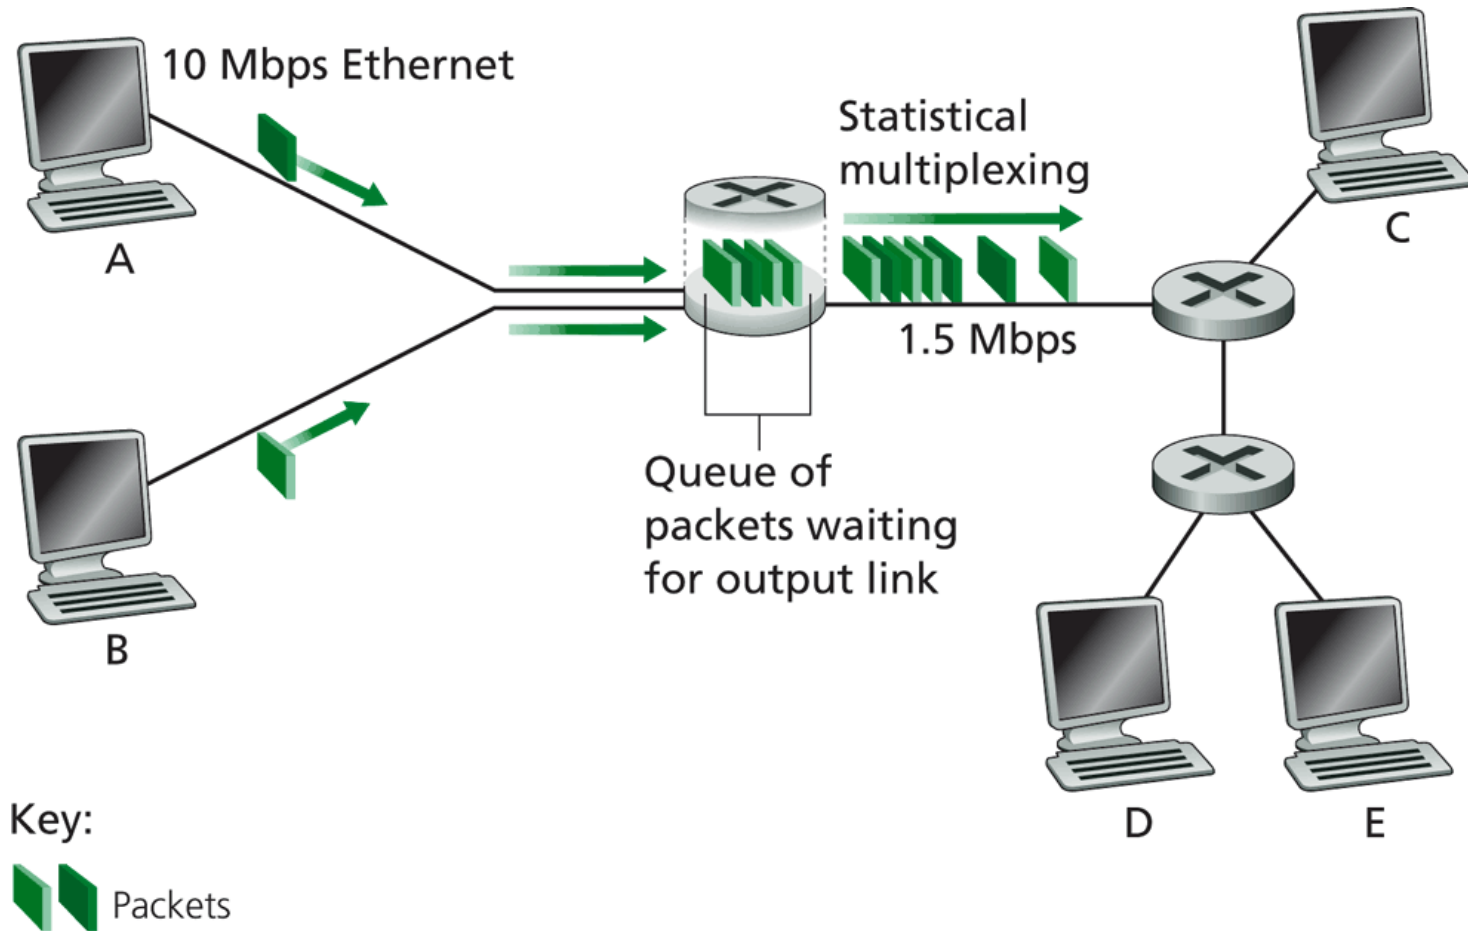 10 Mbps Ethernet
Statistical
multiplexing
A
C
1.5 Mbps
Queue of
packets waiting
for output link
B
D
E
Key:
Packets